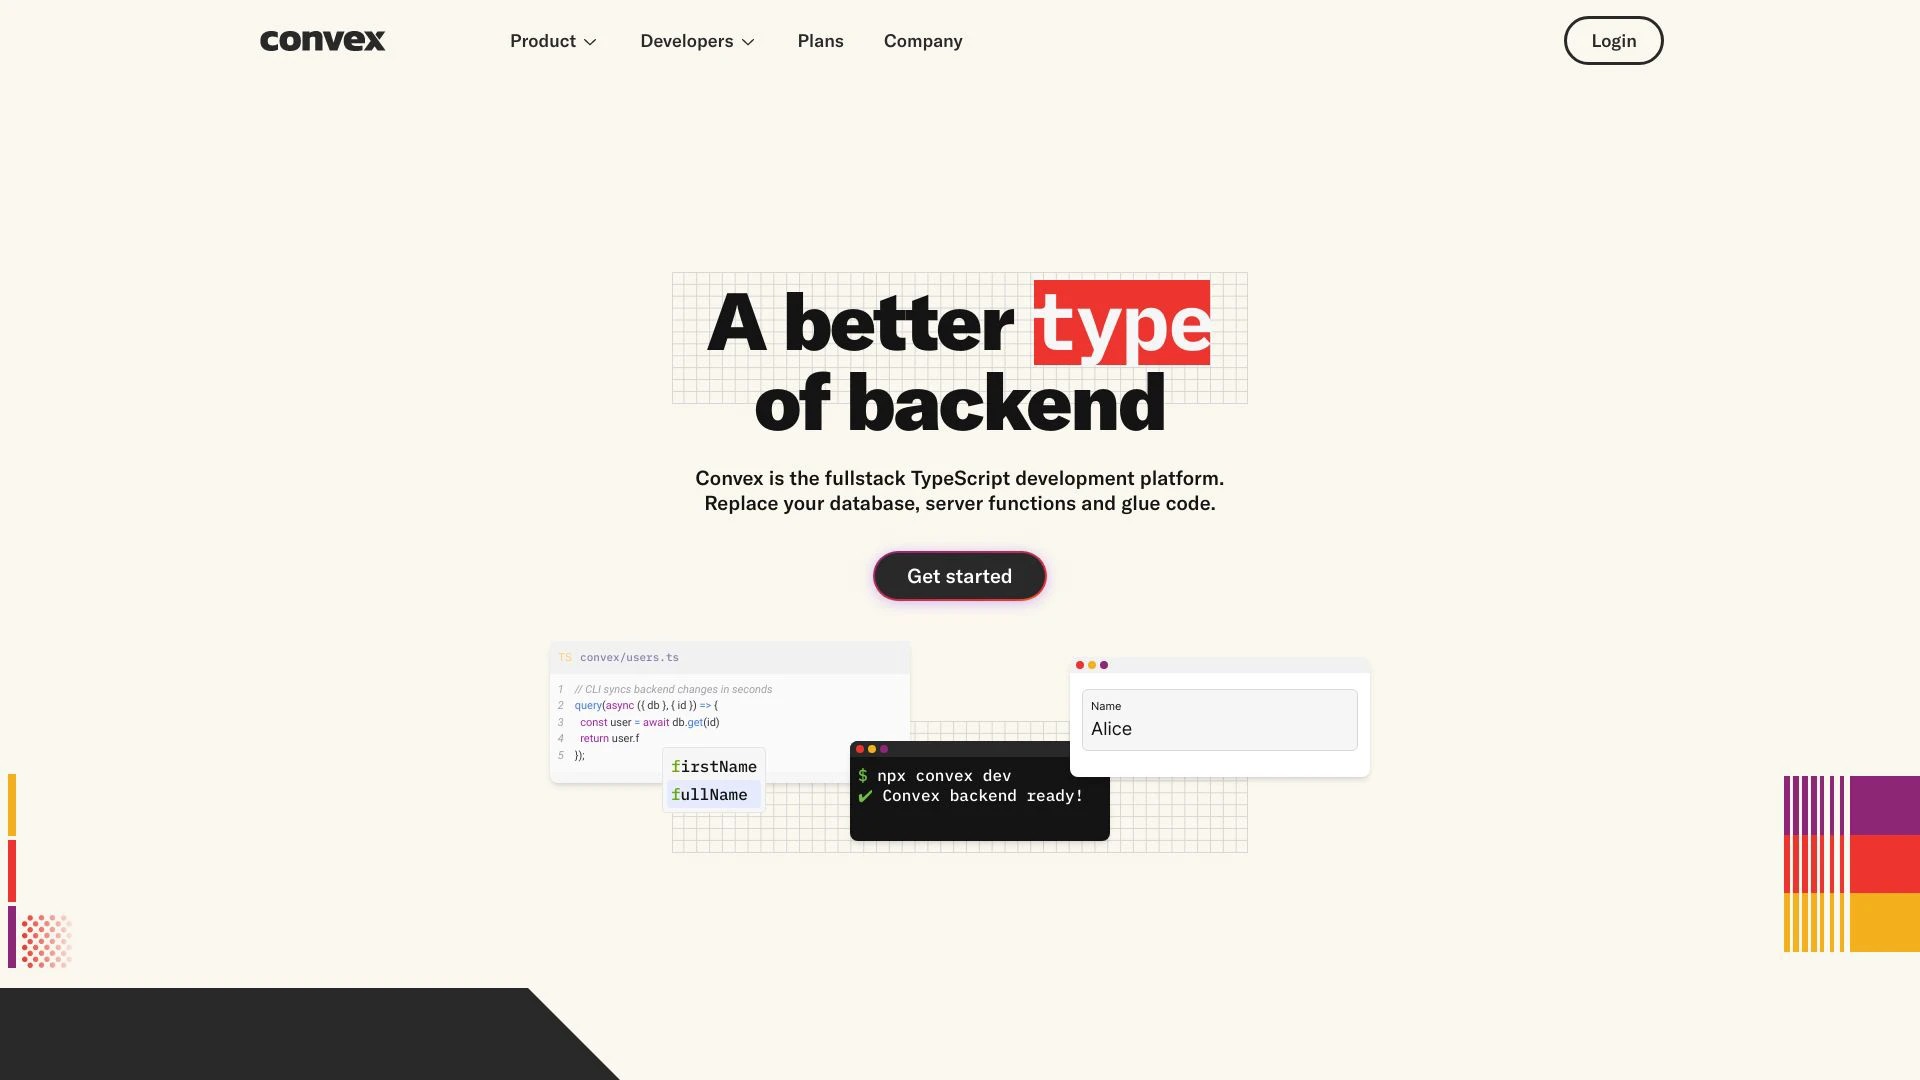 convex
Product
Developers
Plans
Company
Login
A better type
of backend
Convex is the fullstack TypeScript development platform.
Replace your database, server functions and glue code.
Get started
TS convex/users.ts
1 // CLI syncs backend changes in seconds
2 query(async ({ db }, { id }) => {
3 const user = await db.get(id)
4 return user.f
5 });
firstName
fullName
$ npx convex dev
✔ Convex backend ready!
Name
Alice